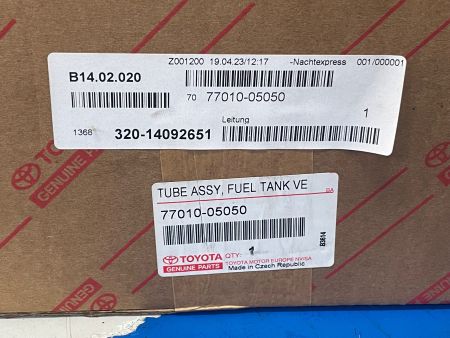 Z001200 19.04.23/12:17 -Nachtexpress 001/000001
B14.02.020
70 77010-05050
Leitung 1
1368 320-14092651
TOYOTA
GENUINE PARTS
TUBE ASSY, FUEL TANK VE
77010-05050
TOYOTA QTY: 1
GENUINE PARTS TOYOTA MOTOR EUROPE NV/SA
Made in Czech Republic